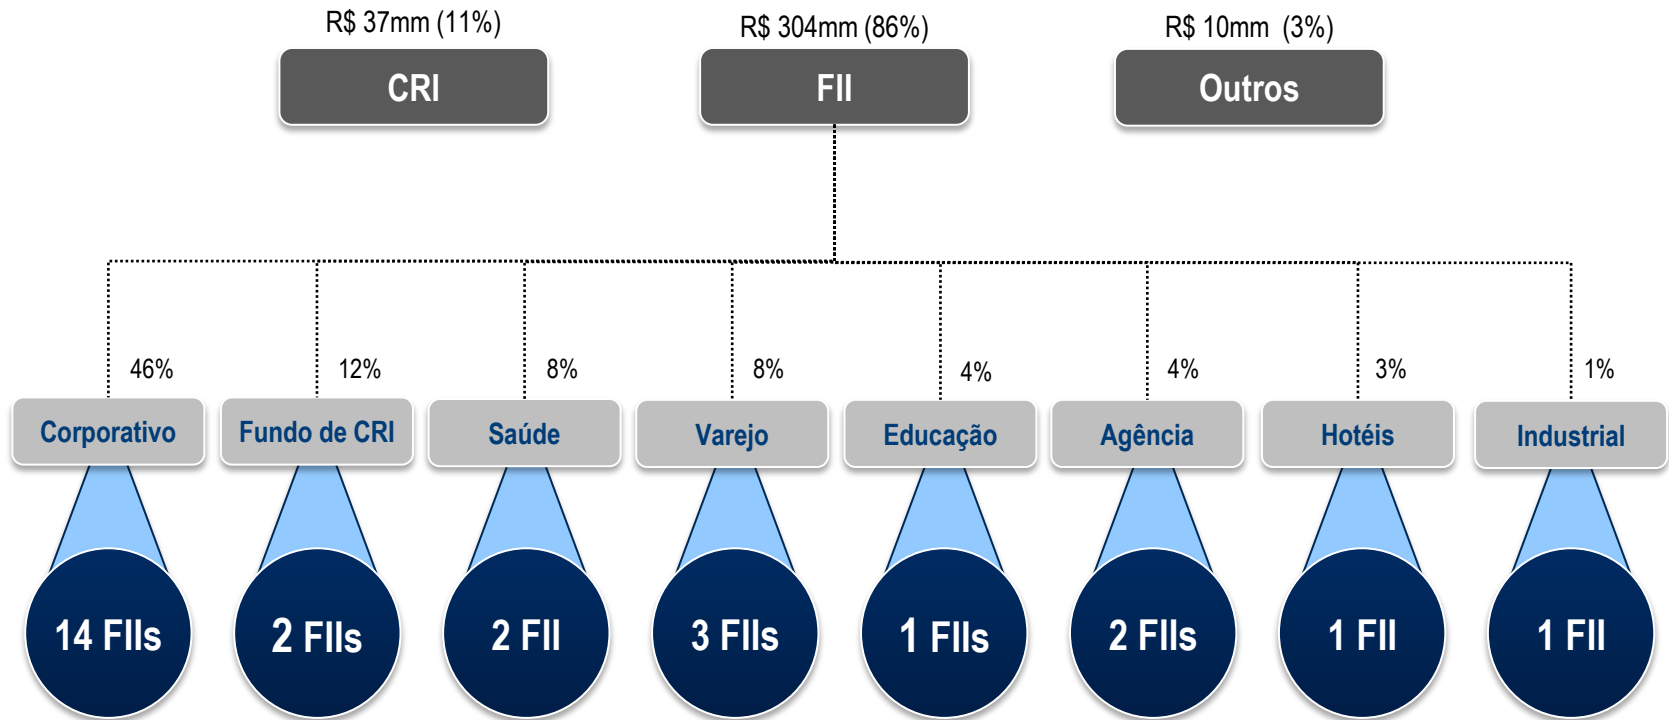 R$ 37mm (11%)
R$ 304mm (86%)
R$ 10mm (3%)
CRI
FII
Outros
46%
12%
8%
8%
4%
4%
3%
1%
Corporativo
Fundo de CRI
Saúde
Varejo
Educação
Agência
Hotéis
Industrial
14 FIIs
2 FIIs
2 FII
3 FIIs
1 FIIs
2 FIIs
1 FII
1 FII